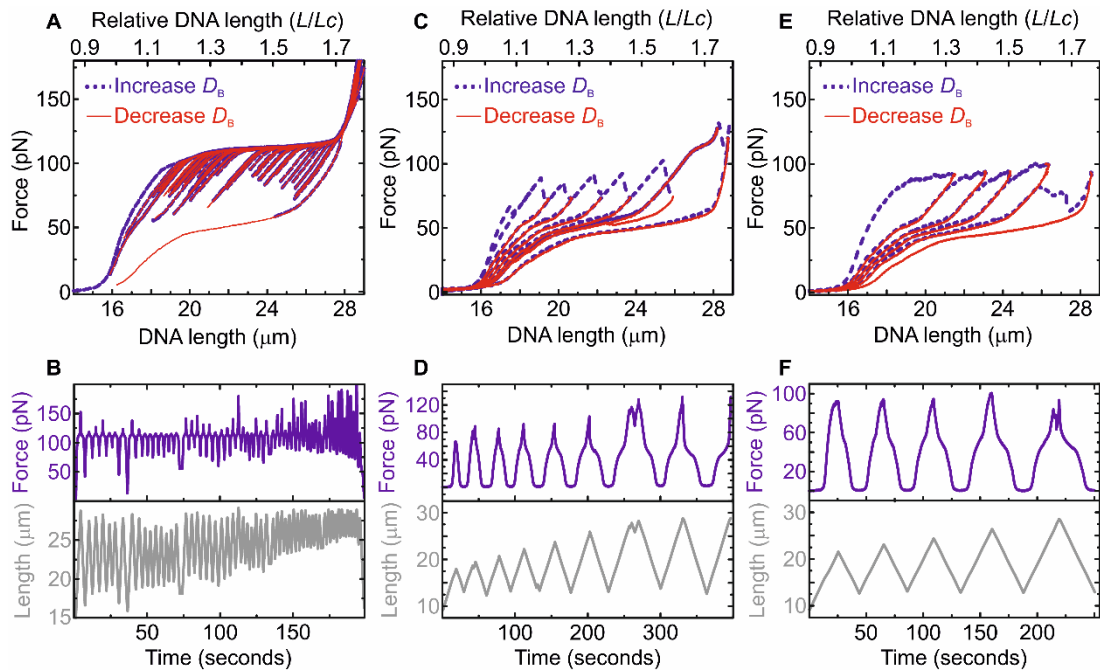 A Relative DNA length (L/Lc)
0.9 1.1 1.3 1.5 1.7
Increase DB
Decrease DB
Force (pN)
150
100
50
0
16 20 24 28
DNA length (μm)
C Relative DNA length (L/Lc)
0.9 1.1 1.3 1.5 1.7
Increase DB
Decrease DB
Force (pN)
150
100
50
0
16 20 24 28
DNA length (μm)
E Relative DNA length (L/Lc)
0.9 1.1 1.3 1.5 1.7
Increase DB
Decrease DB
Force (pN)
150
100
50
0
16 20 24 28
DNA length (μm)
B
Force (pN)
150
100
50
Length (μm)
25
20
15
50 100 150
Time (seconds)
D
Force (pN)
120
80
40
Length (μm)
30
20
10
100 200 300
Time (seconds)
F
Force (pN)
100
80
60
40
20
0
Length (μm)
30
20
10
50 100 150 200
Time (seconds)